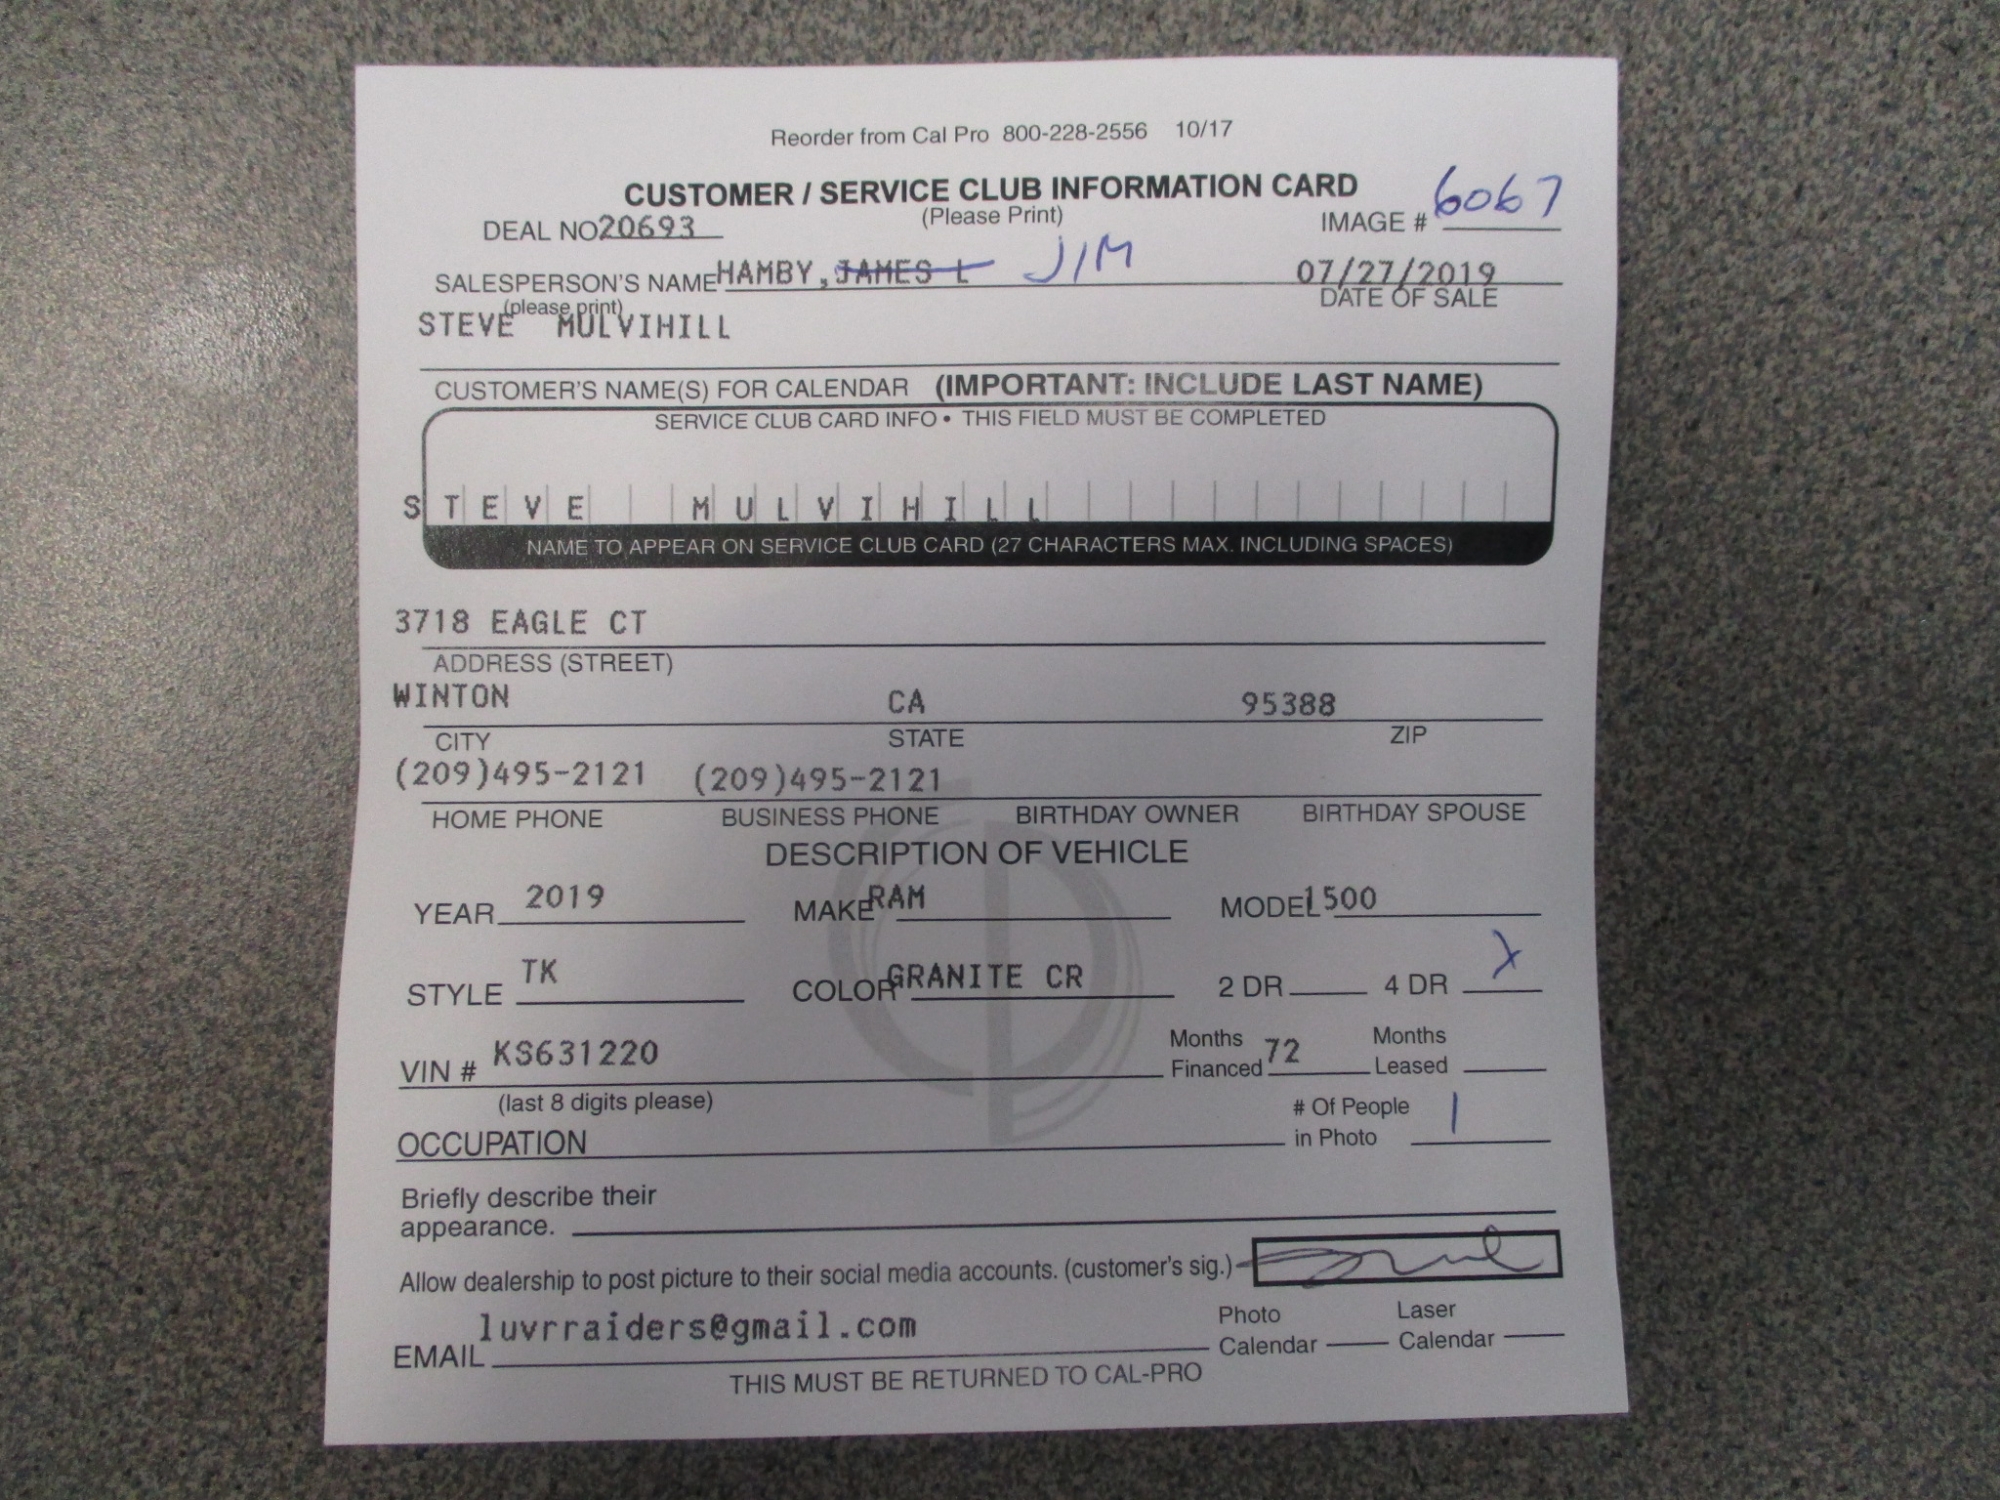 Reorder from Cal Pro 800-228-2556 10/17
CUSTOMER / SERVICE CLUB INFORMATION CARD
(Please Print)
DEAL NO 20693
IMAGE # 6067
SALESPERSON'S NAME HAMBY, JAMES L JIM 07/27/2019
(please print) DATE OF SALE
STEVE MULVIHILL
CUSTOMER'S NAME(S) FOR CALENDAR (IMPORTANT: INCLUDE LAST NAME)
SERVICE CLUB CARD INFO • THIS FIELD MUST BE COMPLETED
STEVE MULVIHILL
NAME TO APPEAR ON SERVICE CLUB CARD (27 CHARACTERS MAX. INCLUDING SPACES)
3718 EAGLE CT
ADDRESS (STREET)
WINTON CA 95388
CITY STATE ZIP
(209)495-2121 (209)495-2121
HOME PHONE BUSINESS PHONE BIRTHDAY OWNER BIRTHDAY SPOUSE
DESCRIPTION OF VEHICLE
YEAR 2019 MAKE RAM MODEL 1500
STYLE TK COLOR GRANITE CR 2 DR 4 DR X
VIN # KS631220 Months Financed 72 Months Leased
(last 8 digits please)
OCCUPATION # Of People in Photo 1
Briefly describe their
appearance.
Allow dealership to post picture to their social media accounts. (customer's sig.)
EMAIL luvrraiders@gmail.com Photo Calendar Laser Calendar
THIS MUST BE RETURNED TO CAL-PRO